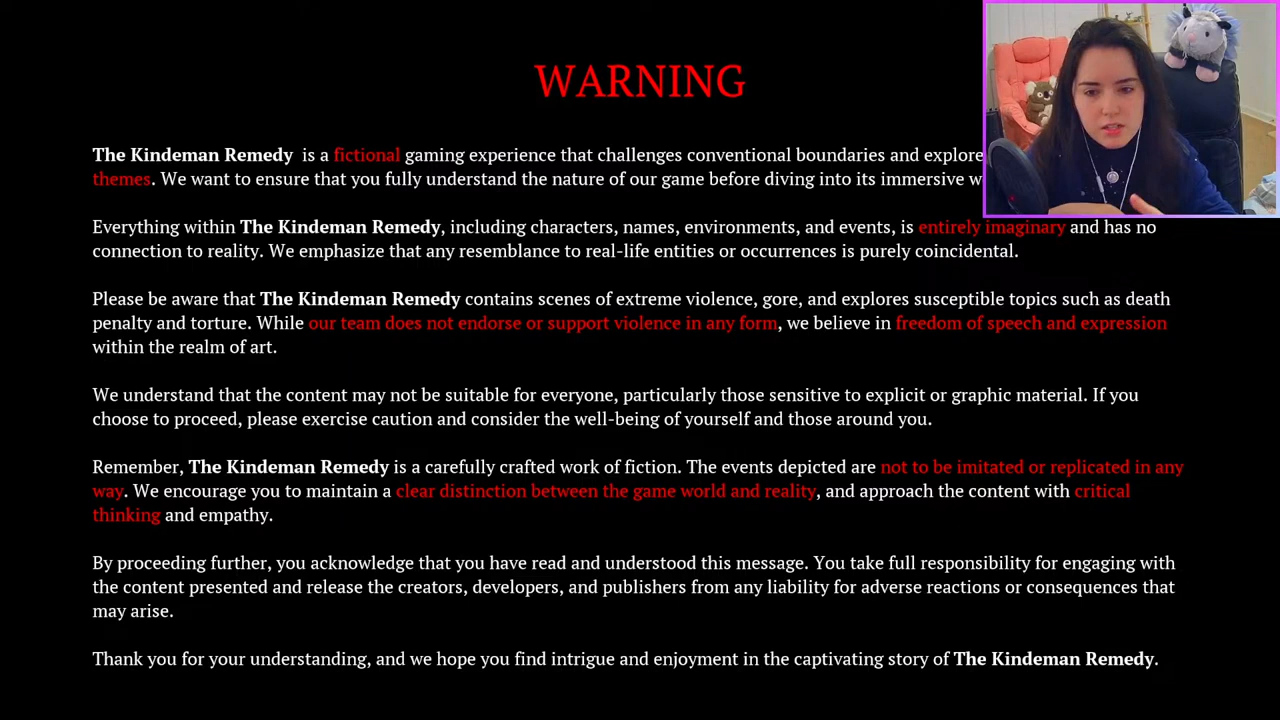 WARNING
The Kindeman Remedy is a fictional gaming experience that challenges conventional boundaries and explore
themes. We want to ensure that you fully understand the nature of our game before diving into its immersive
Everything within The Kindeman Remedy, including characters, names, environments, and events, is entirely imaginary and has no
connection to reality. We emphasize that any resemblance to real-life entities or occurrences is purely coincidental.
Please be aware that The Kindeman Remedy contains scenes of extreme violence, gore, and explores susceptible topics such as death
penalty and torture. While our team does not endorse or support violence in any form, we believe in freedom of speech and expression
within the realm of art.
We understand that the content may not be suitable for everyone, particularly those sensitive to explicit or graphic material. If you
choose to proceed, please exercise caution and consider the well-being of yourself and those around you.
Remember, The Kindeman Remedy is a carefully crafted work of fiction. The events depicted are not to be imitated or replicated in any
way. We encourage you to maintain a clear distinction between the game world and reality, and approach the content with critical
thinking and empathy.
By proceeding further, you acknowledge that you have read and understood this message. You take full responsibility for engaging with
the content presented and release the creators, developers, and publishers from any liability for adverse reactions or consequences that
may arise.
Thank you for your understanding, and we hope you find intrigue and enjoyment in the captivating story of The Kindeman Remedy.